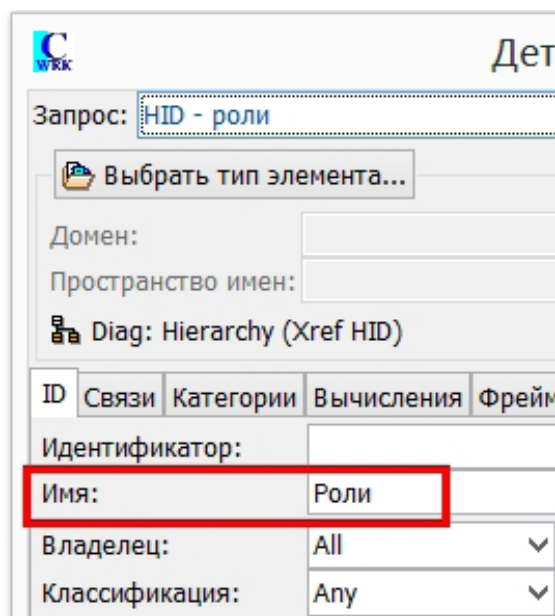 C
WRK
Дет
Запрос: HID - роли
Выбрать тип элемента...
Домен:
Пространство имен:
Diag: Hierarchy (Xref HID)
ID Связи Категории Вычисления Фрейм
Идентификатор:
Имя: Роли
Владелец: All
Классификация: Any